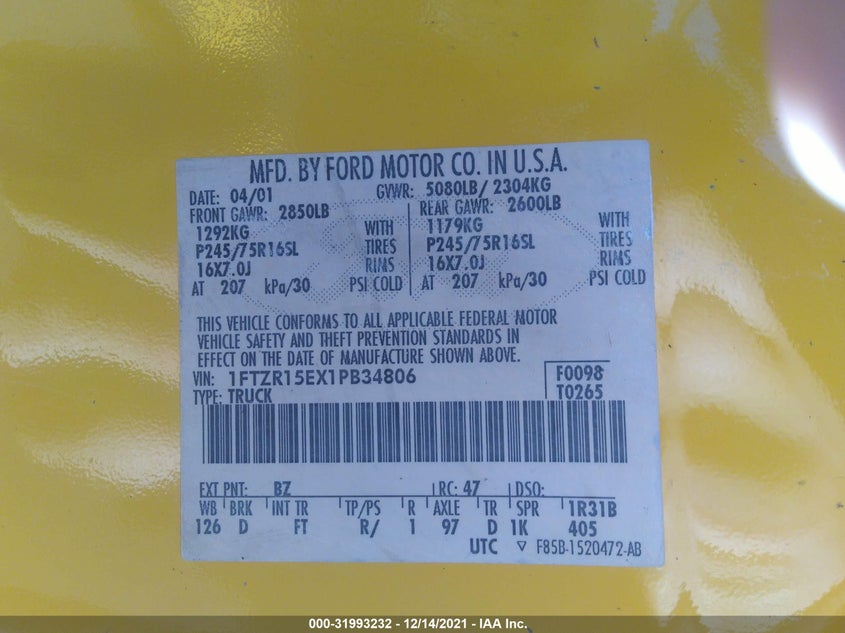 MFD. BY FORD MOTOR CO. IN U.S.A.
DATE: 04/01 GVWR: 5080LB/ 2304KG
FRONT GAWR: 2850LB REAR GAWR: 2600LB
1292KG WITH 1179KG WITH
P245/75R16SL TIRES P245/75R16SL TIRES
16X7.0J RIMS 16X7.0J RIMS
AT 207 kPa/30 PSI COLD AT 207 kPa/30 PSI COLD
THIS VEHICLE CONFORMS TO ALL APPLICABLE FEDERAL MOTOR
VEHICLE SAFETY AND THEFT PREVENTION STANDARDS IN
EFFECT ON THE DATE OF MANUFACTURE SHOWN ABOVE.
VIN: 1FTZR15EX1PB34806 F0098
TYPE: TRUCK T0265
EXT PNT: BZ RC: 47 DSO:
WB BRK INT TR TP/PS R AXLE TR SPR 1R31B
126 D FT R/ 1 97 D 1K 405
UTC ▽ F85B-1520472-AB
000-31993232 - 12/14/2021 - IAA Inc.